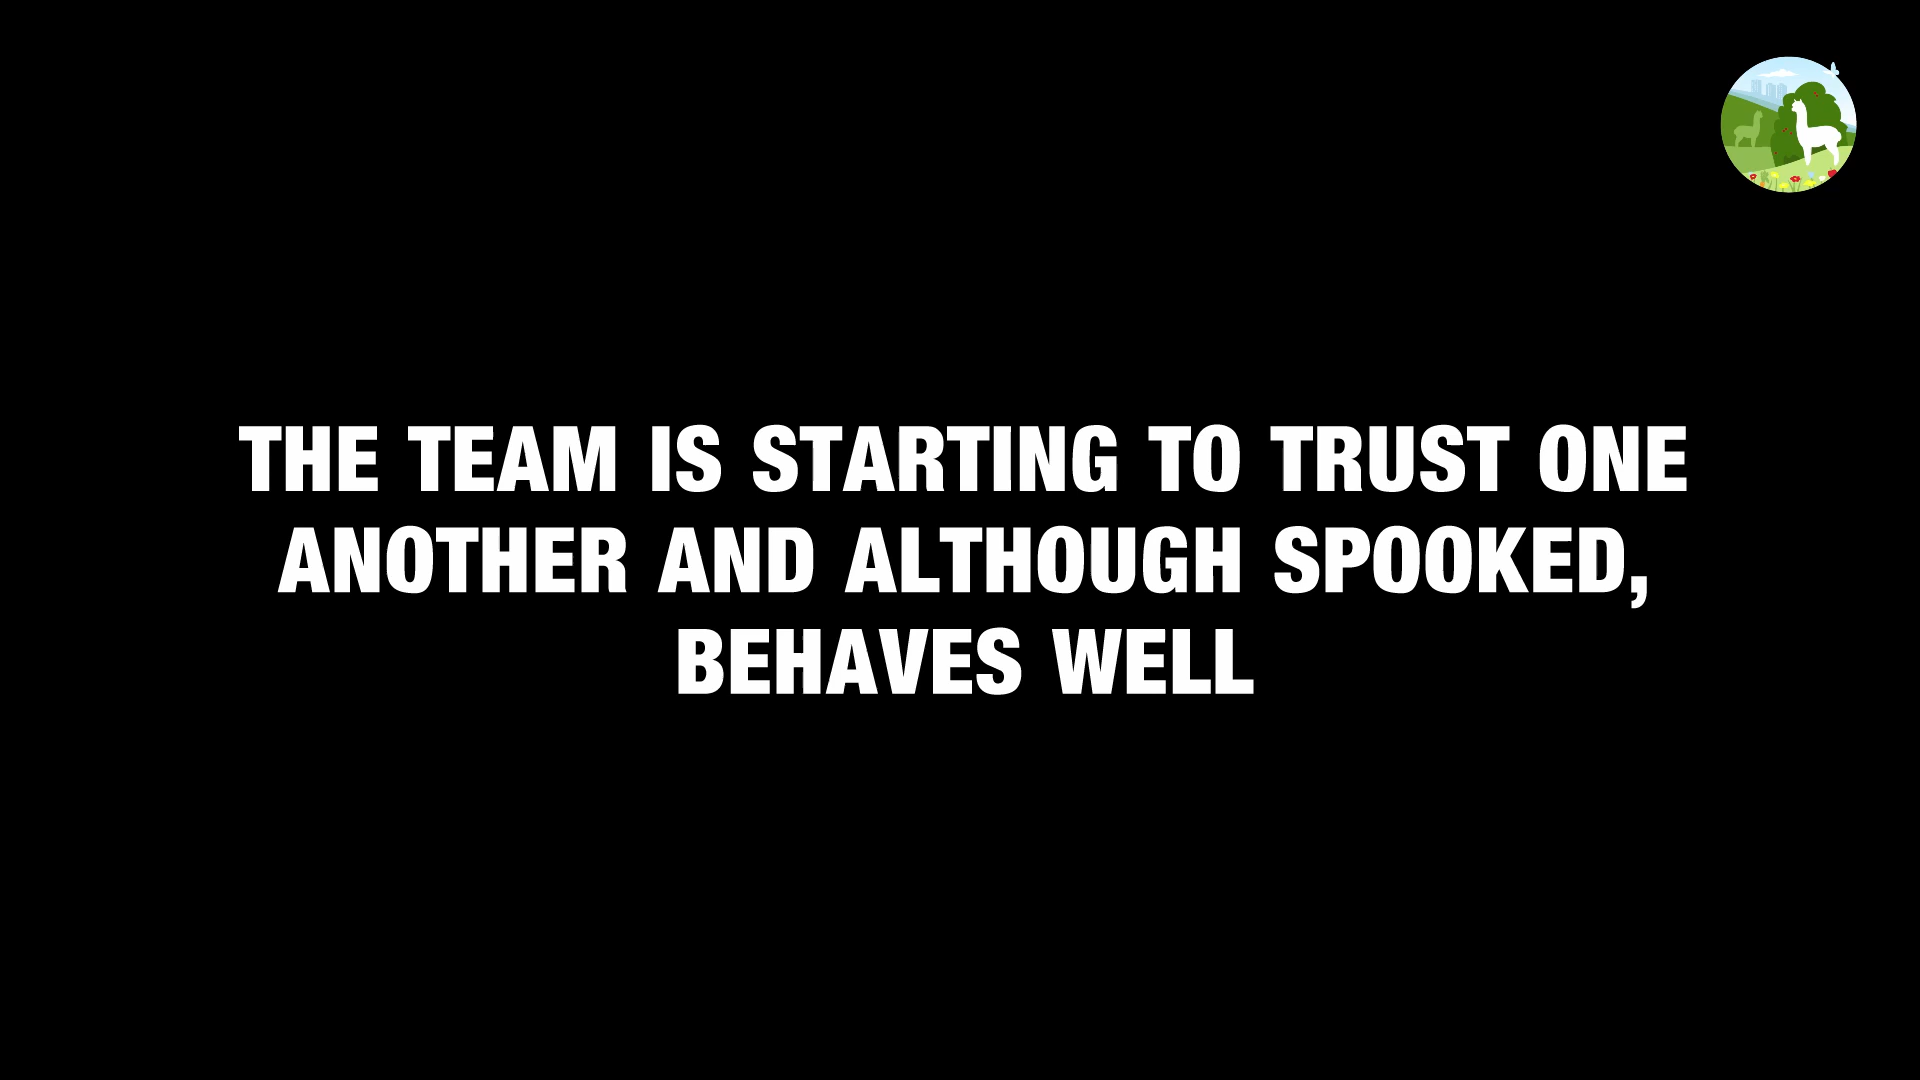 THE TEAM IS STARTING TO TRUST ONE
ANOTHER AND ALTHOUGH SPOOKED,
BEHAVES WELL